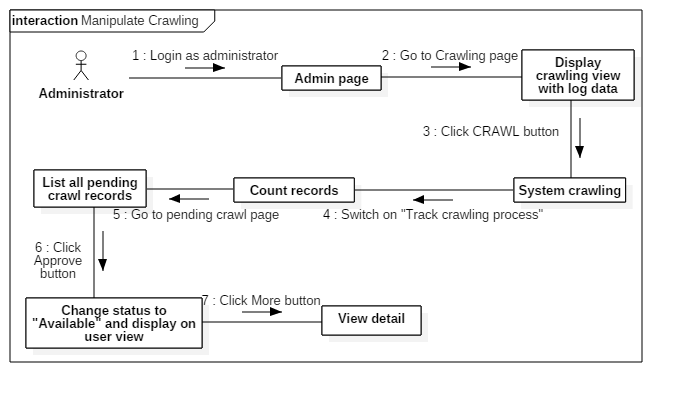 interaction Manipulate Crawling
1 : Login as administrator
2 : Go to Crawling page
Administrator
Admin page
Display
crawling view
with log data
3 : Click CRAWL button
List all pending
crawl records
Count records
System crawling
5 : Go to pending crawl page
4 : Switch on "Track crawling process"
6 : Click
Approve
button
Change status to
"Available" and display on
user view
7 : Click More button
View detail